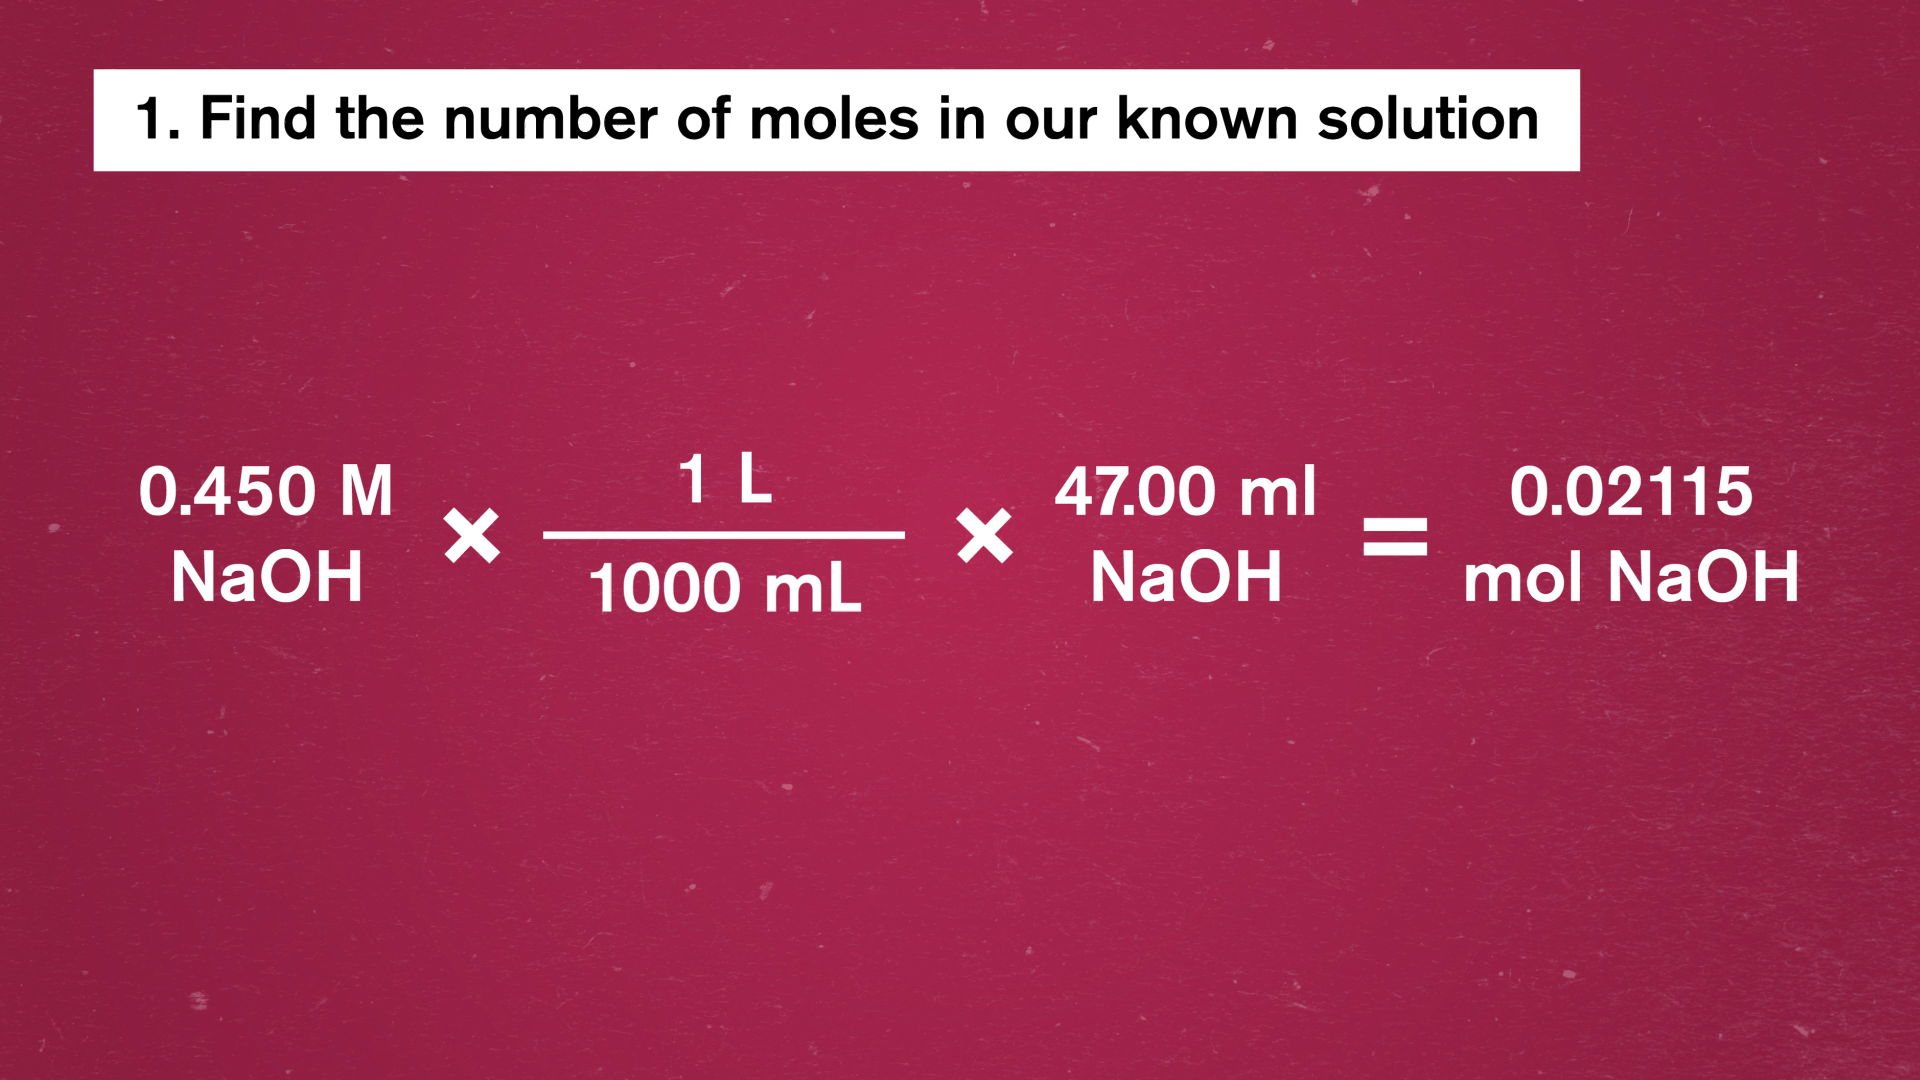 1. Find the number of moles in our known solution
0.450 M
NaOH
×
1 L
1000 mL
×
47.00 ml
NaOH
=
0.02115
mol NaOH